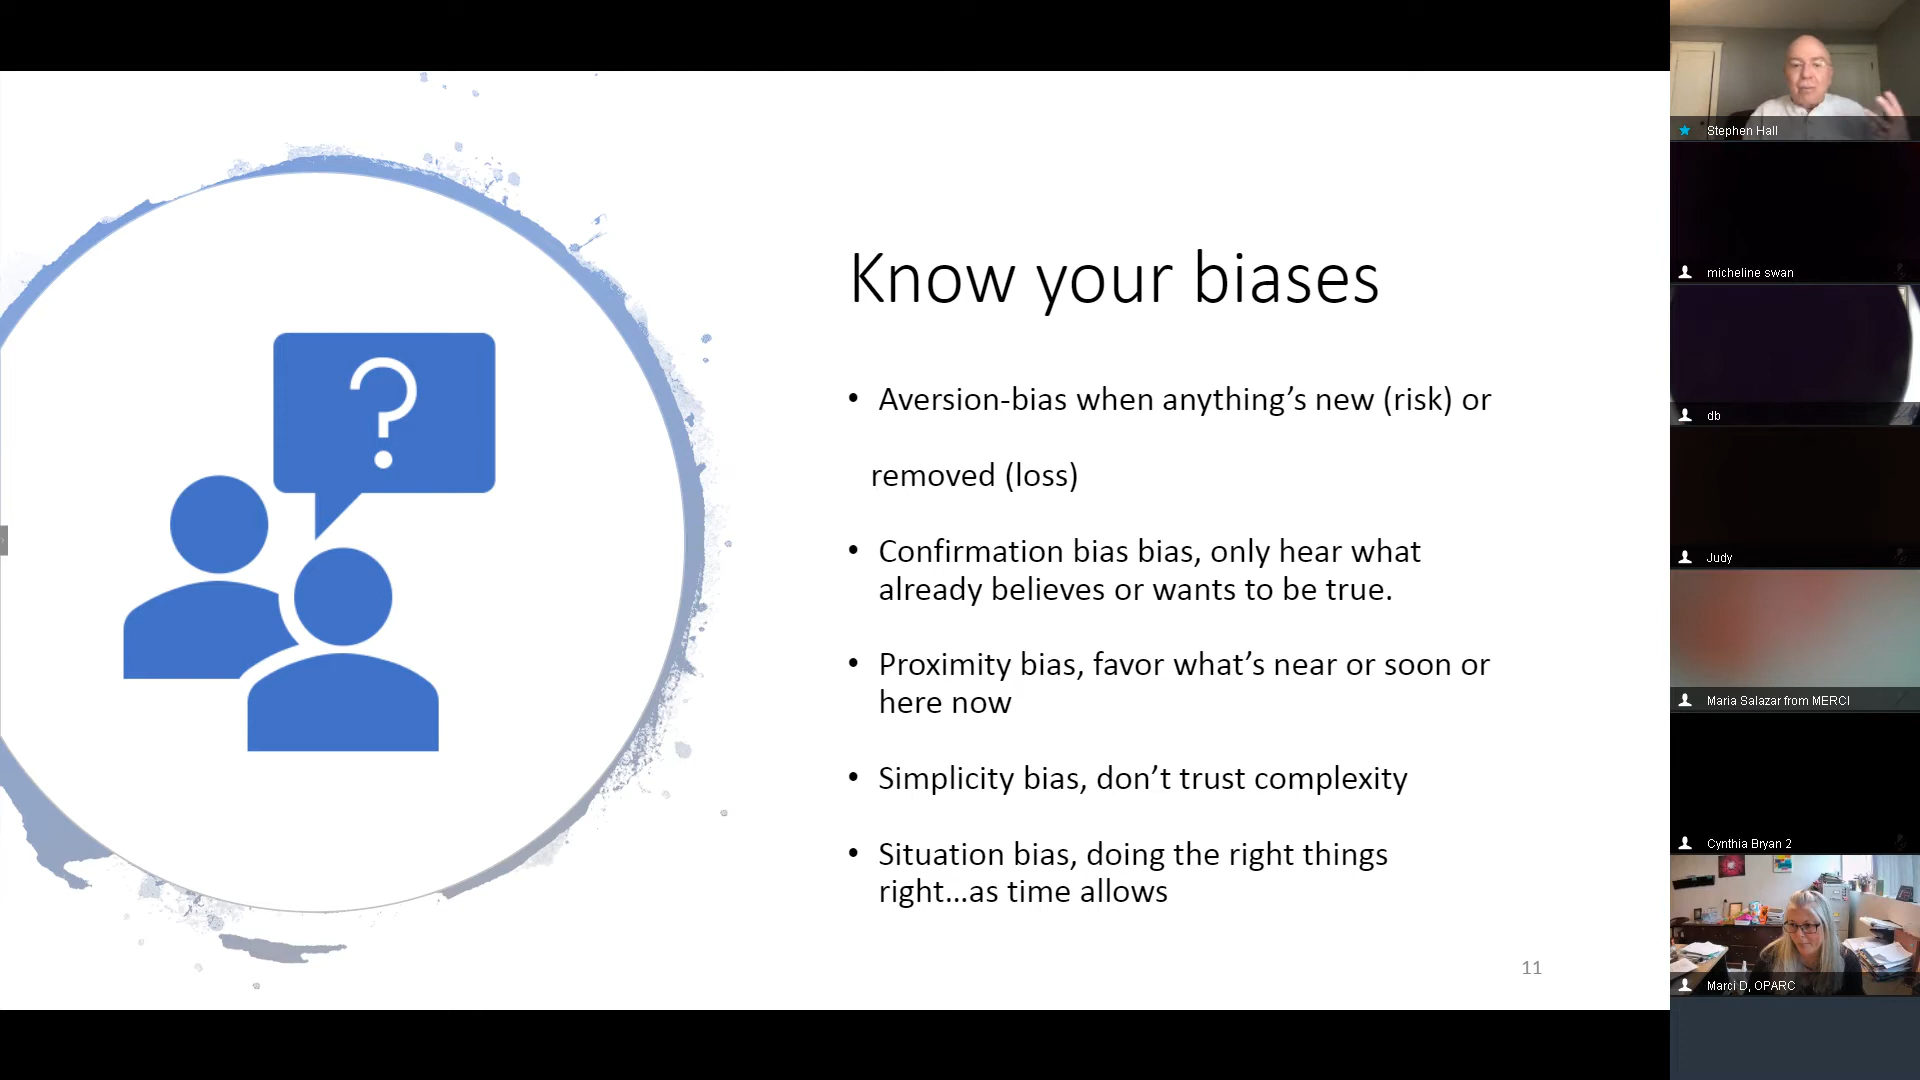 Know your biases
• Aversion-bias when anything’s new (risk) or
removed (loss)
• Confirmation bias bias, only hear what
already believes or wants to be true.
• Proximity bias, favor what’s near or soon or
here now
• Simplicity bias, don’t trust complexity
• Situation bias, doing the right things
right...as time allows
11
?
Stephen Hall
micheline swan
db
Judy
Maria Salazar from MERCI
Cynthia Bryan 2
Marci D, OPARC